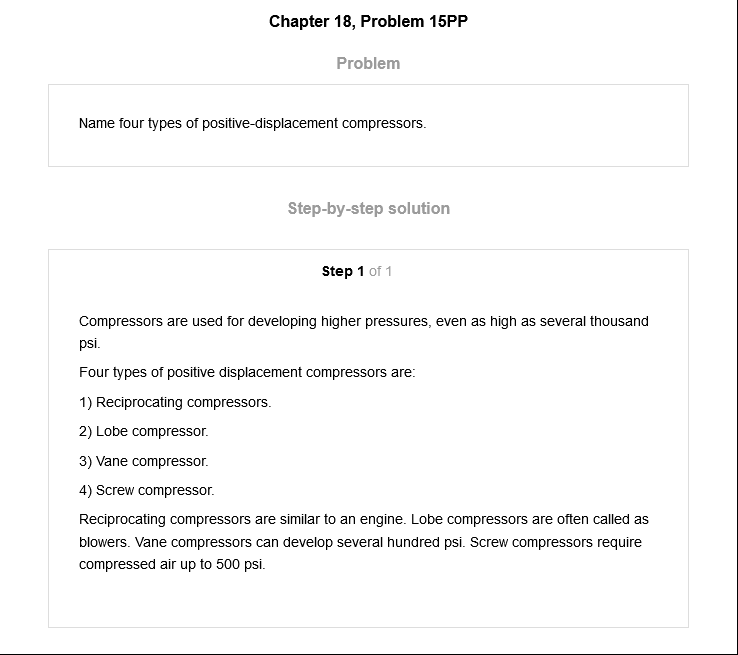 Chapter 18, Problem 15PP
Problem
Name four types of positive-displacement compressors.
Step-by-step solution
Step 1 of 1
Compressors are used for developing higher pressures, even as high as several thousand
psi.
Four types of positive displacement compressors are:
1) Reciprocating compressors.
2) Lobe compressor.
3) Vane compressor.
4) Screw compressor.
Reciprocating compressors are similar to an engine. Lobe compressors are often called as
blowers. Vane compressors can develop several hundred psi. Screw compressors require
compressed air up to 500 psi.